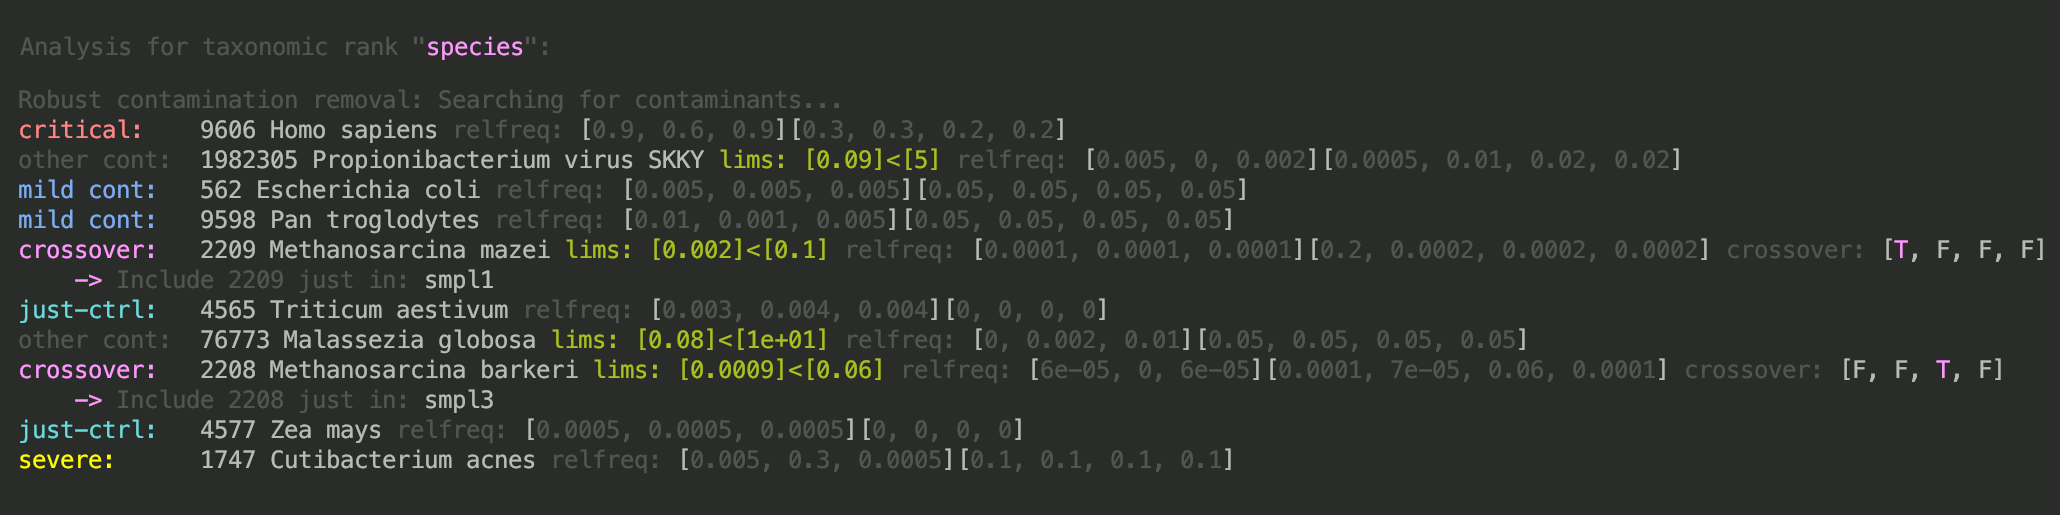 Analysis for taxonomic rank "species":
Robust contamination removal: Searching for contaminants...
critical: 9606 Homo sapiens relfreq: [0.9, 0.6, 0.9][0.3, 0.3, 0.2, 0.2]
other cont: 1982305 Propionibacterium virus SKKY lims: [0.09]<[5] relfreq: [0.005, 0, 0.002][0.0005, 0.01, 0.02, 0.02]
mild cont: 562 Escherichia coli relfreq: [0.005, 0.005, 0.005][0.05, 0.05, 0.05, 0.05]
mild cont: 9598 Pan troglodytes relfreq: [0.01, 0.001, 0.005][0.05, 0.05, 0.05, 0.05]
crossover: 2209 Methanosarcina mazei lims: [0.002]<[0.1] relfreq: [0.0001, 0.0001, 0.0001][0.2, 0.0002, 0.0002, 0.0002] crossover: [T, F, F, F]
-> Include 2209 just in: smpl1
just-ctrl: 4565 Triticum aestivum relfreq: [0.003, 0.004, 0.004][0, 0, 0, 0]
other cont: 76773 Malassezia globosa lims: [0.08]<[1e+01] relfreq: [0, 0.002, 0.01][0.05, 0.05, 0.05, 0.05]
crossover: 2208 Methanosarcina barkeri lims: [0.0009]<[0.06] relfreq: [6e-05, 0, 6e-05][0.0001, 7e-05, 0.06, 0.0001] crossover: [F, F, T, F]
-> Include 2208 just in: smpl3
just-ctrl: 4577 Zea mays relfreq: [0.0005, 0.0005, 0.0005][0, 0, 0, 0]
severe: 1747 Cutibacterium acnes relfreq: [0.005, 0.3, 0.0005][0.1, 0.1, 0.1, 0.1]